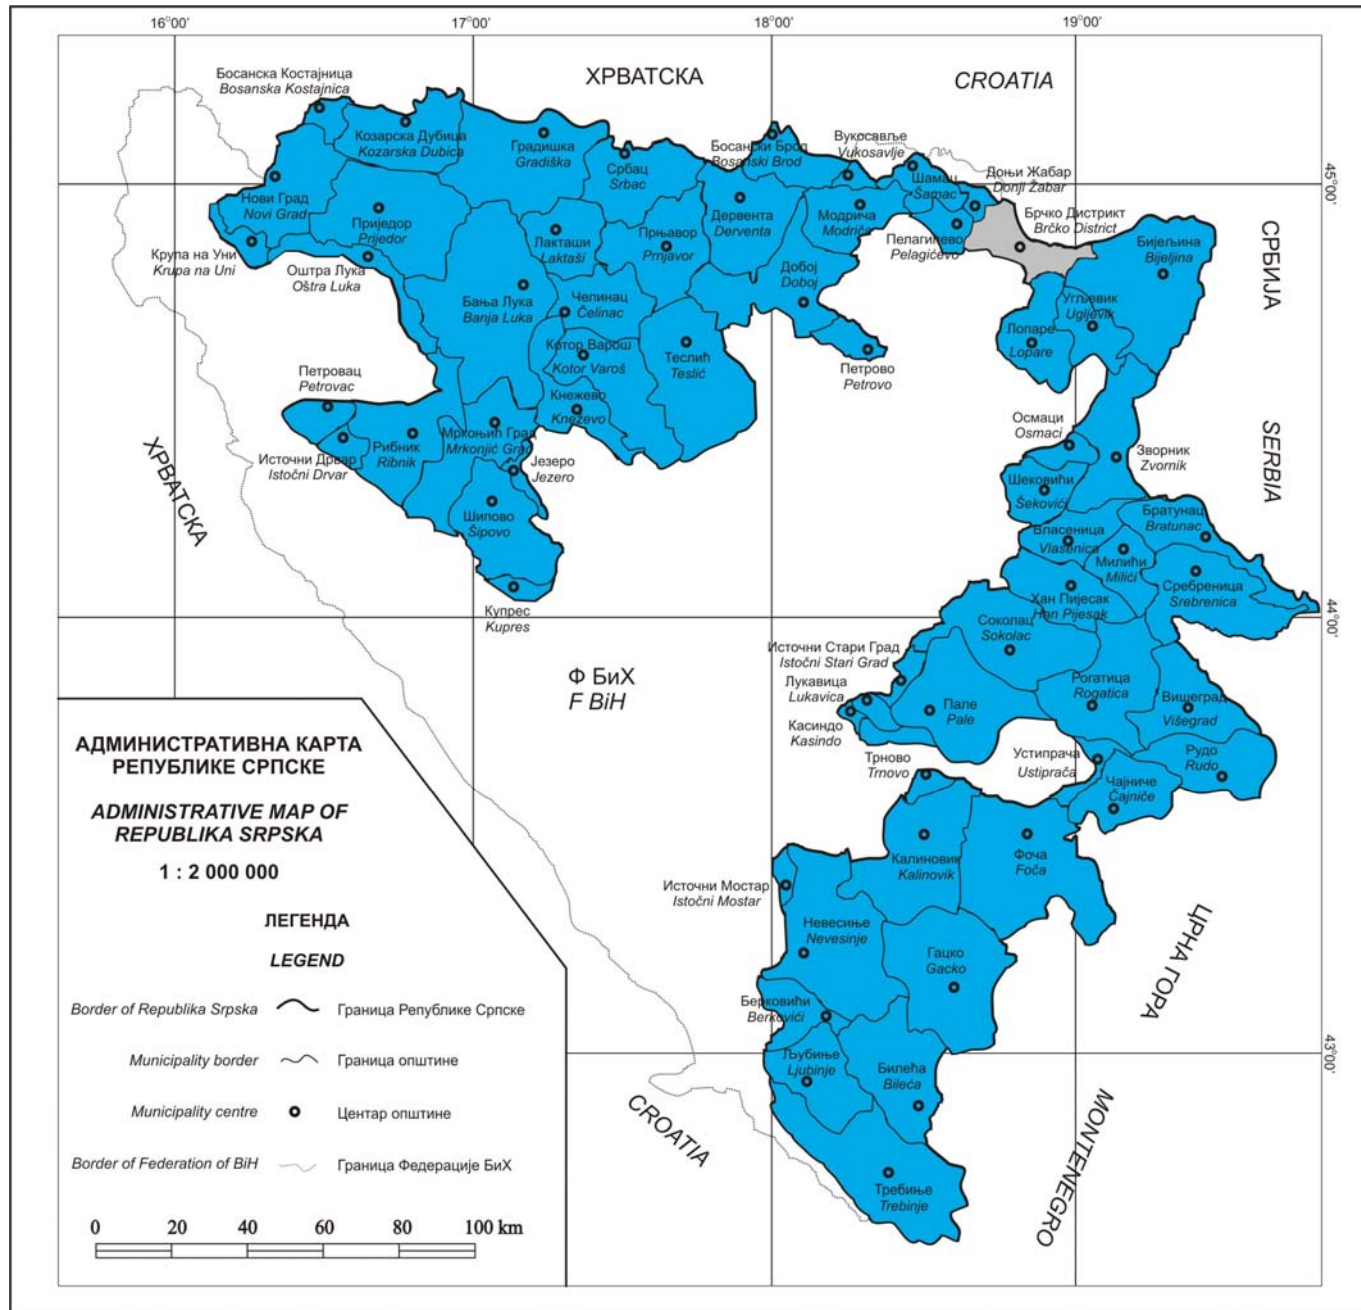 16°00'
17°00'
18°00'
19°00'
Босанска Костајница
Bosanska Kostajnica
ХРВАТСКА
CROATIA
Козарска Дубица
Kozarska Dubica
Градишка
Gradiška
Србац
Srbac
Босански Брод
Bosanski Brod
Вукосавље
Vukosavlje
Шамац
Šamac
Доњи Жабар
Donji Žabar
45°00'
Нови Град
Novi Grad
Приједор
Prijedor
Лакташи
Laktaši
Прњавор
Prnjavor
Дервента
Derventa
Модрича
Modriča
Пелагићево
Pelagićevo
Брчко Дистрикт
Brčko District
Бијељина
Bijeljina
СРБИЈА
Крупа на Уни
Krupa na Uni
Оштра Лука
Oštra Luka
Бања Лука
Banja Luka
Челинац
Čelinac
Добој
Doboj
Угљевик
Ugljevik
Лопаре
Lopare
Котор Варош
Kotor Varoš
Теслић
Teslić
Петрово
Petrovo
Петровац
Petrovac
Кнежево
Knezevo
Осмаци
Osmaci
SERBIA
ХРВАТСКА
Источни Дрвар
Istočni Drvar
Рибник
Ribnik
Мркоњић Град
Mrkonjić Grad
Језеро
Jezero
Зворник
Zvornik
Шековићи
Šekovići
Шипово
Šipovo
Братунац
Bratunac
Власеница
Vlasenica
Милићи
Milići
Сребреница
Srebrenica
Хан Пијесак
Han Pijesak
Купрес
Kupres
44°00'
Соколац
Sokolac
Источни Стари Град
Istočni Stari Grad
Ф БиХ
F BiH
Лукавица
Lukavica
Рогатица
Rogatica
Вишеград
Višegrad
Пале
Pale
Касиндо
Kasindo
АДМИНИСТРАТИВНА КАРТА
РЕПУБЛИКЕ СРПСКЕ
Трново
Trnovo
Устипрача
Ustiprača
Рудо
Rudo
Чајниче
Čajniče
ADMINISTRATIVE MAP OF
REPUBLIKA SRPSKA
1 : 2 000 000
Калиновик
Kalinovik
Фоча
Foča
Источни Мостар
Istočni Mostar
ЛЕГЕНДА
LEGEND
Невесиње
Nevesinje
Гацко
Gacko
ЦРНА ГОРА
Border of Republika Srpska
Граница Републике Српске
Берковићи
Berkovići
Municipality border
Граница општине
Љубиње
Ljubinje
Билећа
Bileća
43°00'
Municipality centre
Центар општине
CROATIA
MONTENEGRO
Border of Federation of BiH
Граница Федерације БиХ
Требиње
Trebinje
0 20 40 60 80 100 km